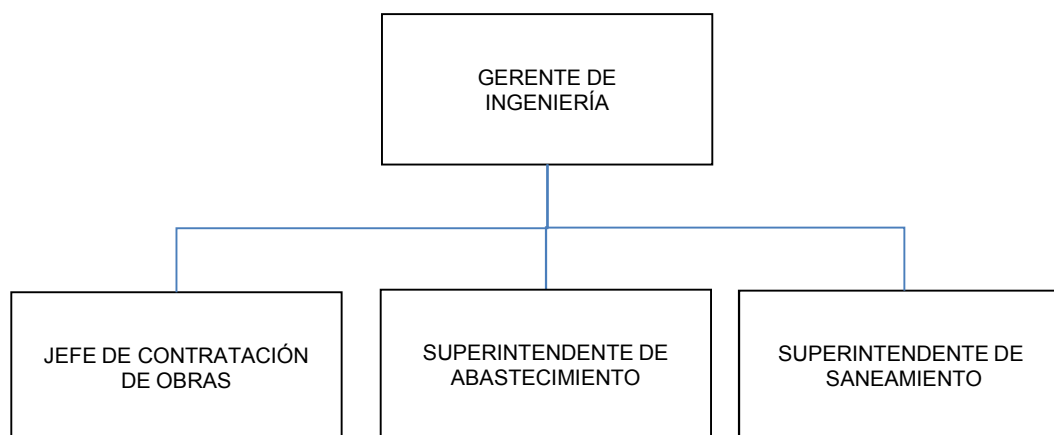 GERENTE DE
INGENIERÍA
JEFE DE CONTRATACIÓN
DE OBRAS
SUPERINTENDENTE DE
ABASTECIMIENTO
SUPERINTENDENTE DE
SANEAMIENTO